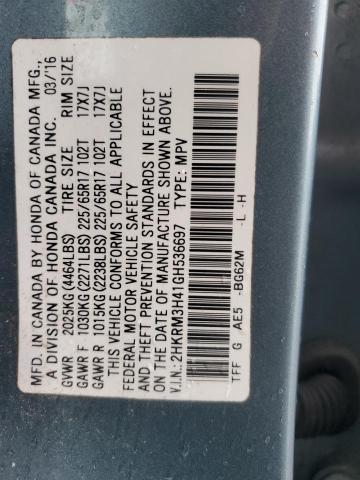 MFD. IN CANADA BY HONDA OF CANADA MFG.,
A DIVISION OF HONDA CANADA INC. 03/'16
GVWR 2025KG(4464LBS) TIRE SIZE RIM SIZE
GAWR F 1030KG(2271LBS) 225/65R17 102T 17X7J
GAWR R 1015KG(2238LBS) 225/65R17 102T 17X7J
THIS VEHICLE CONFORMS TO ALL APPLICABLE
FEDERAL MOTOR VEHICLE SAFETY
AND THEFT PREVENTION STANDARDS IN EFFECT
ON THE DATE OF MANUFACTURE SHOWN ABOVE.
V.I.N.: 2HKRM3H41GH536697 TYPE: MPV
TFF G AE5 -BG62M -L -H